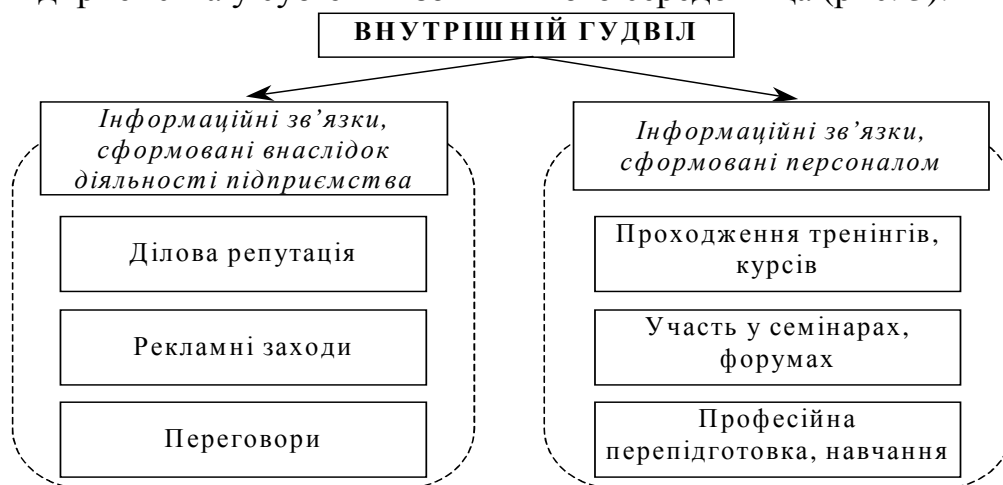 ВНУТРІШНІЙ ГУДВІЛ
Інформаційні зв’язки,
сформовані внаслідок
діяльності підприємства
Ділова репутація
Рекламні заходи
Переговори
Інформаційні зв’язки,
сформовані персоналом
Проходження тренінгів,
курсів
Участь у семінарах,
форумах
Професійна
перепідготовка, навчання